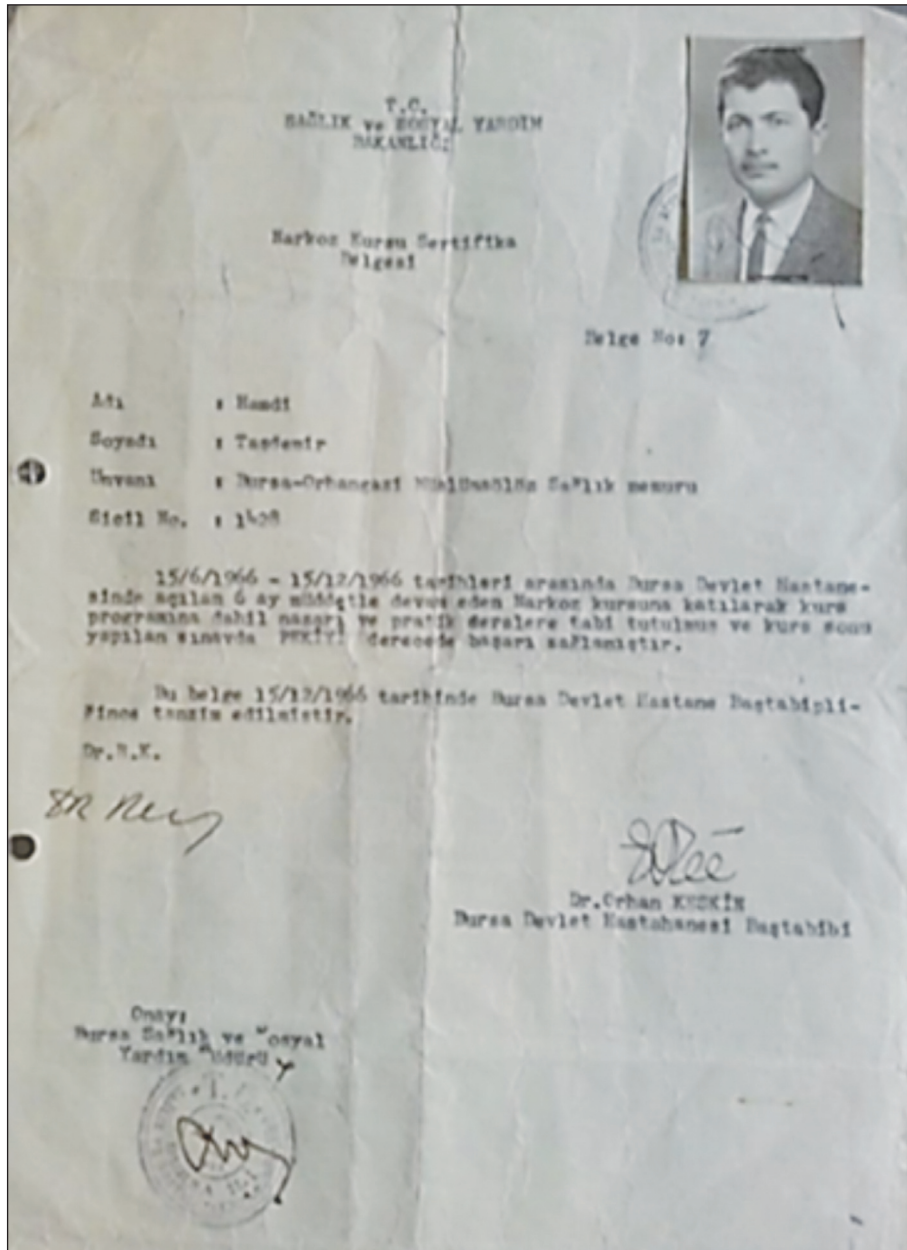 T.C.
SAĞLIK ve SOSYAL YARDIM
BAKANLIĞI
Narkoz Kursu Sertifika
Belgesi
Belge No: 7
Adı : Hamdi
Soyadı : Taşdemir
Ünvanı : Bursa-Orhangazi Sağlık memuru
Sicil No. :
15/6/1966 - 15/12/1966 tarihleri arasında Bursa Devlet Hastane-
sinde açılan 6 ay müddetle devam eden Narkoz kursuna katılarak kurs
programına dahil nazari ve pratik derslere tabi tutulmuş ve kurs sonu
yapılan sınavda PEKİYİ derecede başarı sağlamıştır.
Bu belge 15/12/1966 tarihinde Bursa Devlet Hastane Baştabipli-
ğince tanzim edilmiştir.
Dr.
Dr.Orhan KESKİN
Bursa Devlet Hastahanesi Baştabibi
Onayı
Bursa Sağlık ve Sosyal
Yardım Müdürü